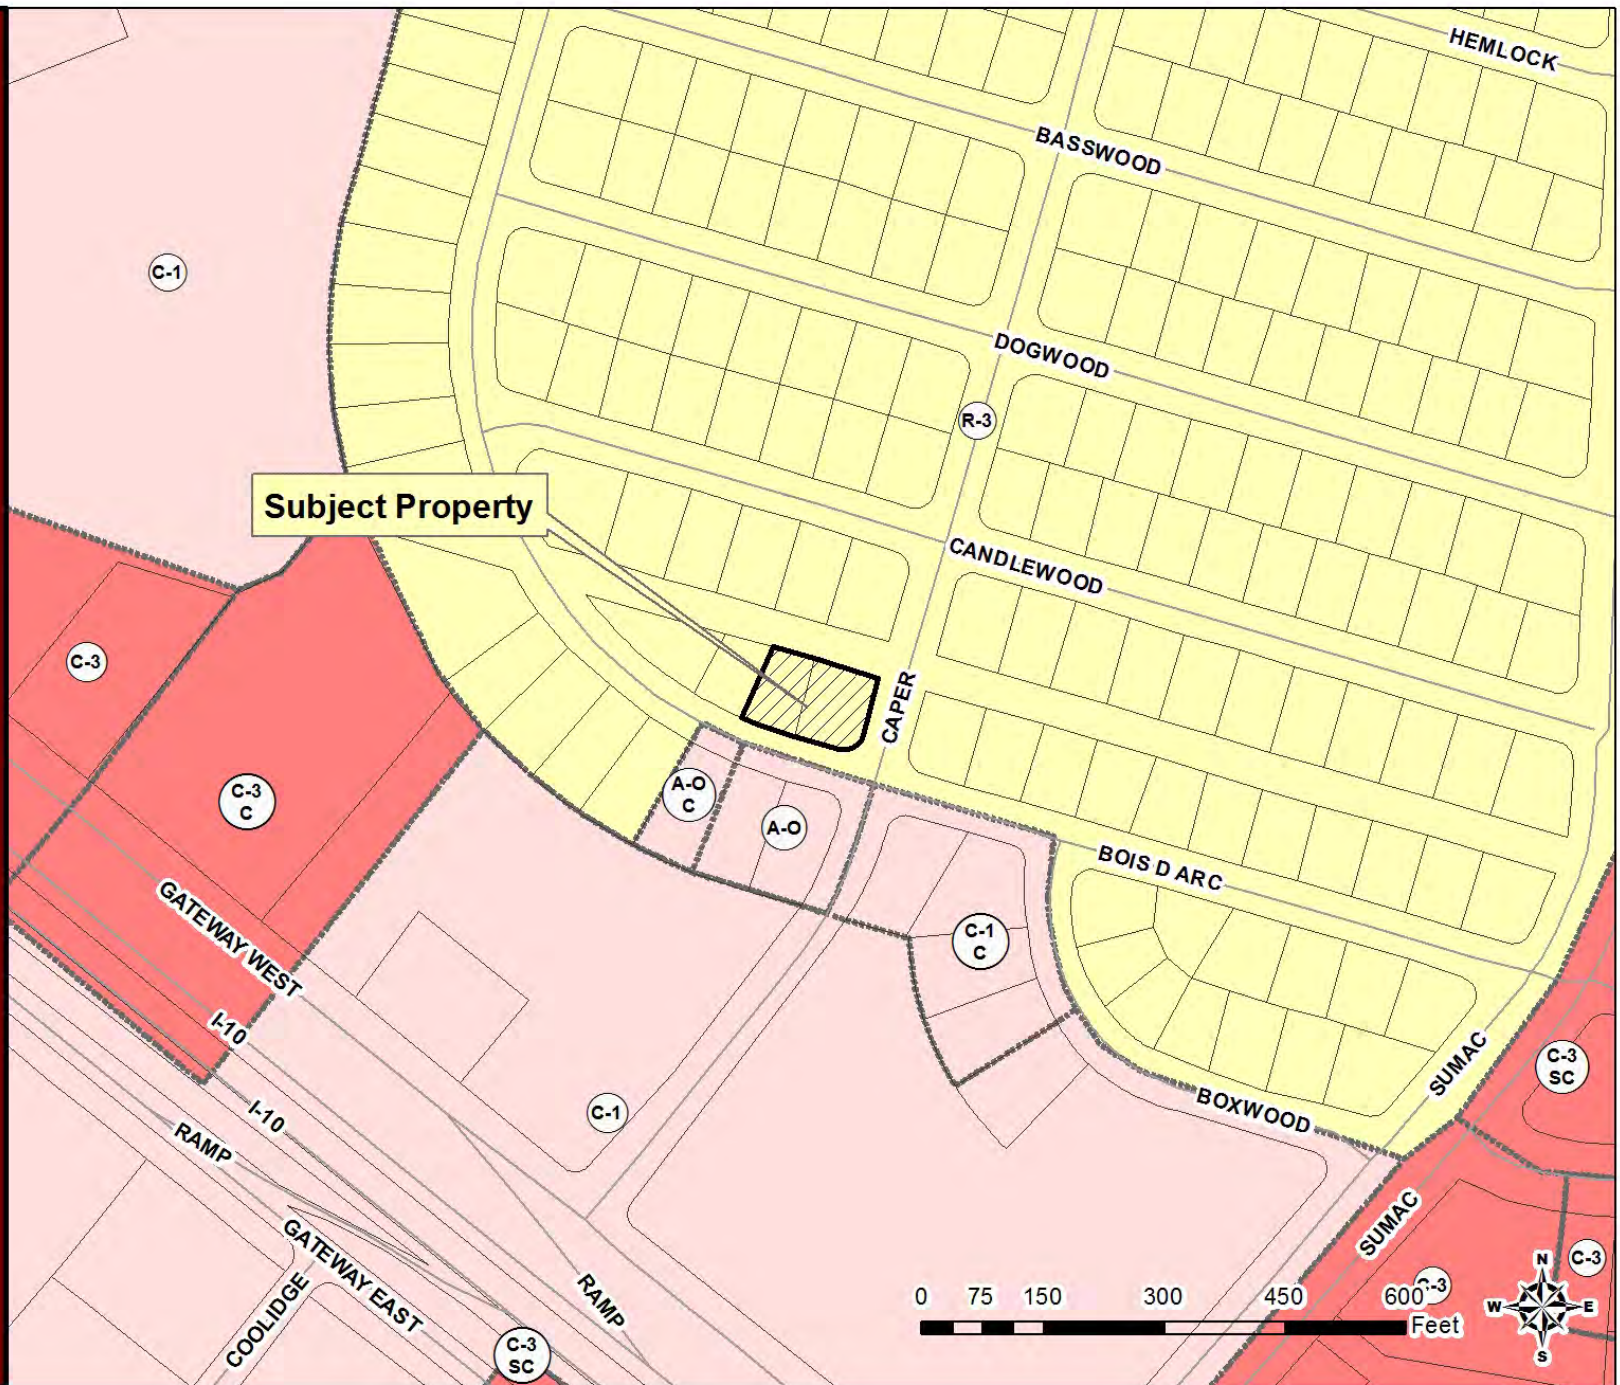 HEMLOCK
BASSWOOD
C-1
DOGWOOD
R-3
Subject Property
CANDLEWOOD
C-3
CAPER
C-3
C
A-O
C
A-O
BOIS D ARC
GATEWAY WEST
C-1
C
I-10
SUMAC
C-3
SC
I-10
C-1
BOXWOOD
RAMP
SUMAC
GATEWAY EAST
C-3
N
COOLIDGE
RAMP
0 75 150 300 450 600
C-3
W E
Feet
C-3
SC
S